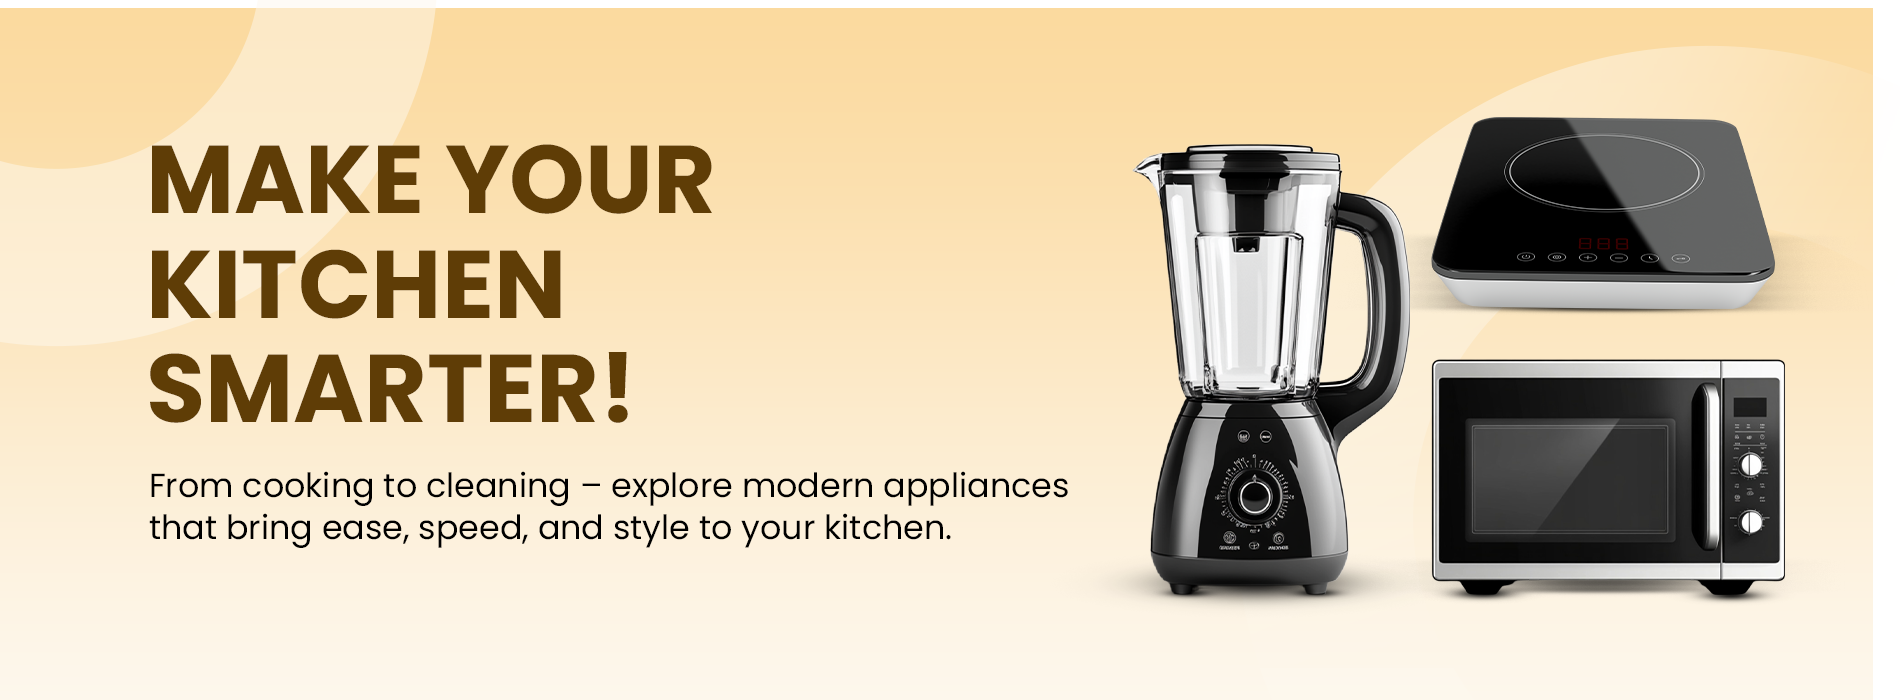 MAKE YOUR
KITCHEN
SMARTER!
From cooking to cleaning – explore modern appliances
that bring ease, speed, and style to your kitchen.